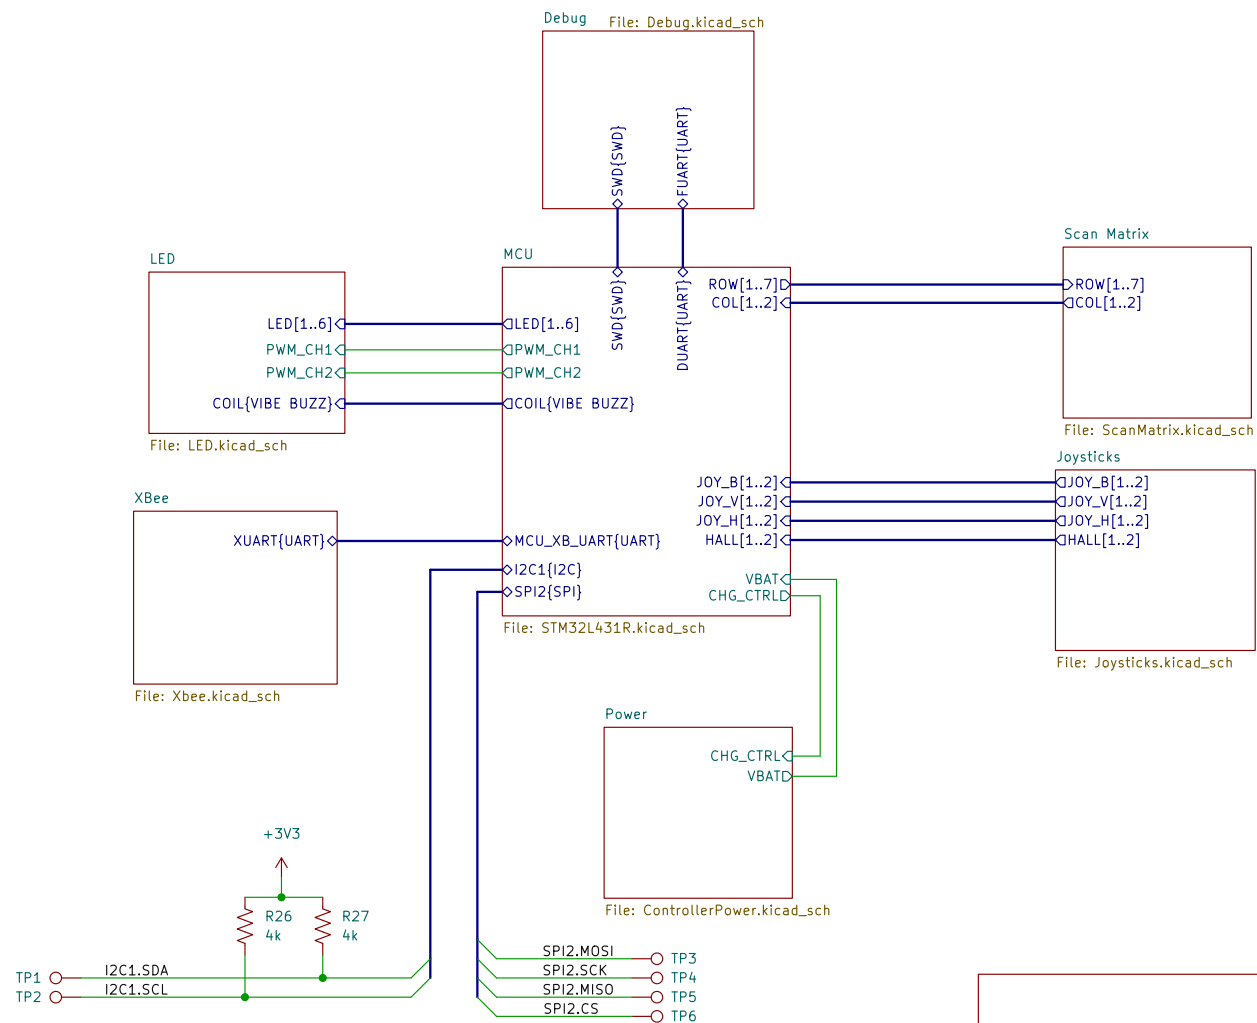 Debug
File: Debug.kicad_sch
SWD{SWD}
FUART{UART}
LED
LED[1..6]
PWM_CH1
PWM_CH2
COIL{VIBE BUZZ}
File: LED.kicad_sch
MCU
SWD{SWD}
DUART{UART}
ROW[1..7]
COL[1..2]
LED[1..6]
PWM_CH1
PWM_CH2
COIL{VIBE BUZZ}
JOY_B[1..2]
JOY_V[1..2]
JOY_H[1..2]
HALL[1..2]
MCU_XB_UART{UART}
I2C1{I2C}
SPI2{SPI}
VBAT
CHG_CTRL
File: STM32L431R.kicad_sch
Scan Matrix
ROW[1..7]
COL[1..2]
File: ScanMatrix.kicad_sch
Joysticks
JOY_B[1..2]
JOY_V[1..2]
JOY_H[1..2]
HALL[1..2]
File: Joysticks.kicad_sch
XBee
XUART{UART}
File: Xbee.kicad_sch
Power
CHG_CTRL
VBAT
File: ControllerPower.kicad_sch
+3V3
R26
4k
R27
4k
TP1
I2C1.SDA
TP2
I2C1.SCL
SPI2.MOSI
TP3
SPI2.SCK
TP4
SPI2.MISO
TP5
SPI2.CS
TP6